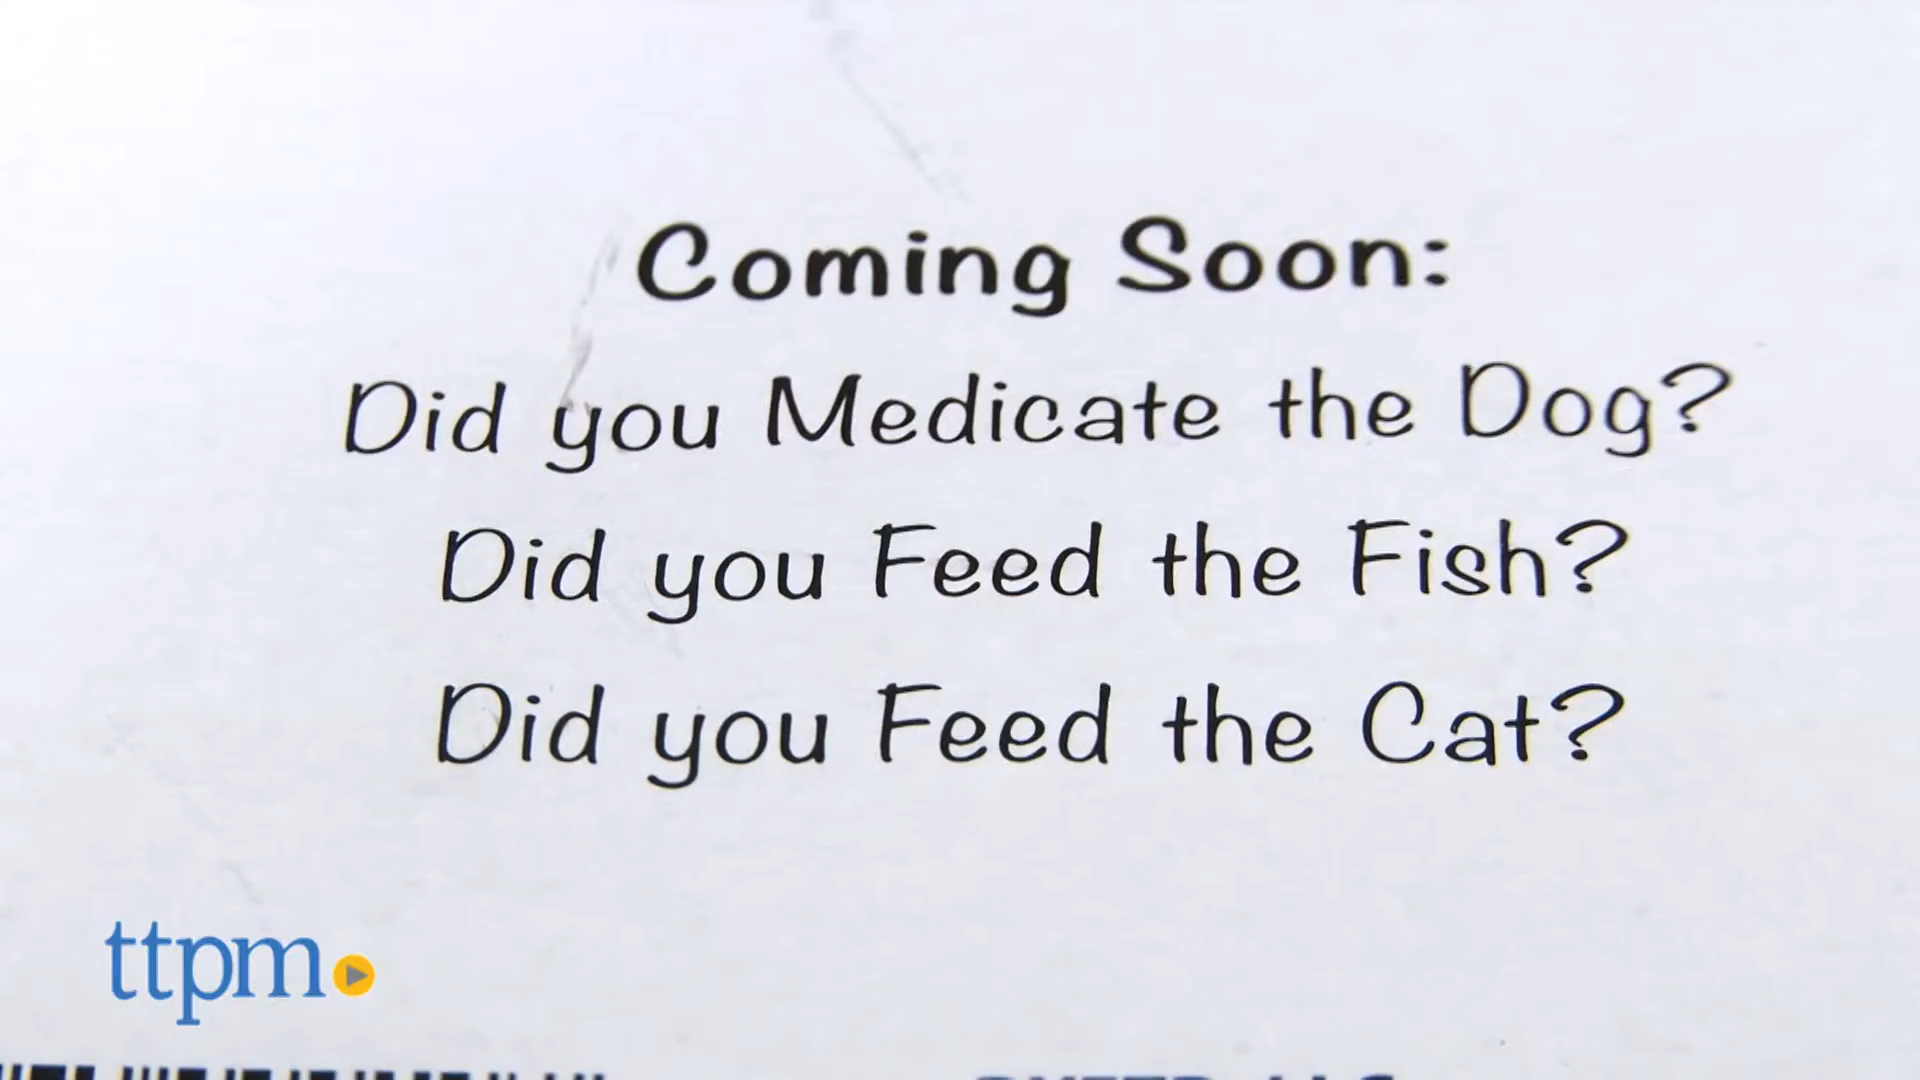 Coming Soon:
Did you Medicate the Dog?
Did you Feed the Fish?
Did you Feed the Cat?
ttpm